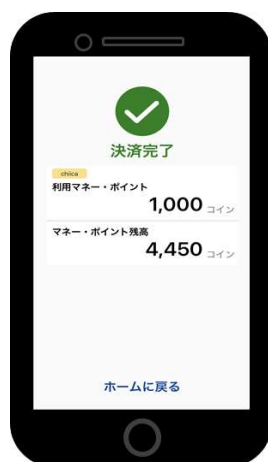 決済完了
chiica
利用マネー・ポイント
1,000 コイン
マネー・ポイント残高
4,450 コイン
ホームに戻る